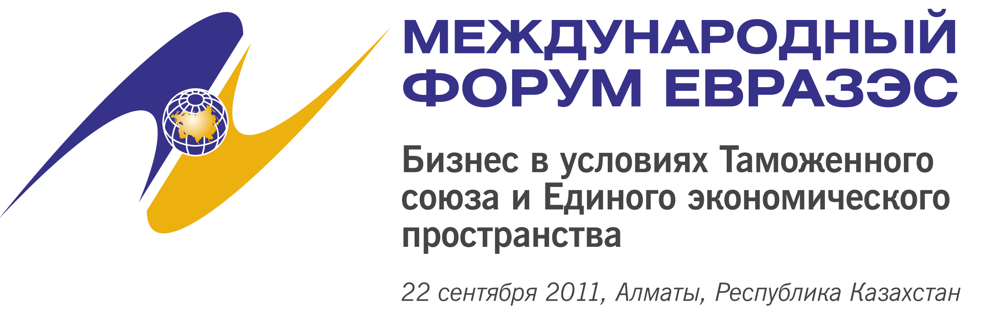 МЕЖДУНАРОДНЫЙ
ФОРУМ ЕВРАЗЭС
Бизнес в условиях Таможенного
союза и Единого экономического
пространства
22 сентября 2011, Алматы, Республика Казахстан